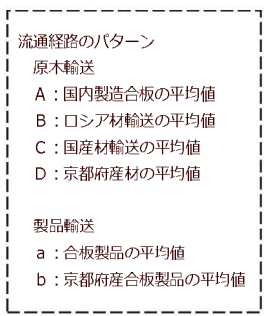 流通経路のパターン
原木輸送
A：国内製造合板の平均値
B：ロシア材輸送の平均値
C：国産材輸送の平均値
D：京都府産材の平均値
製品輸送
a：合板製品の平均値
b：京都府産合板製品の平均値